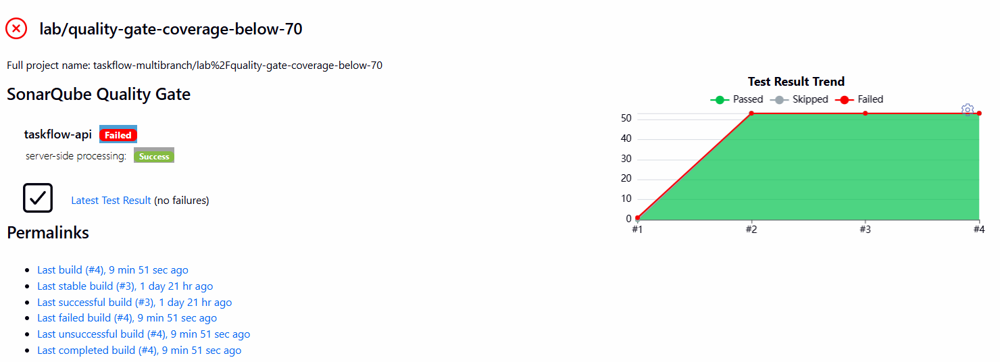 lab/quality-gate-coverage-below-70
Full project name: taskflow-multibranch/lab%2Fquality-gate-coverage-below-70
SonarQube Quality Gate
taskflow-api Failed
server-side processing: Success
Latest Test Result (no failures)
Permalinks
Last build (#4), 9 min 51 sec ago
Last stable build (#3), 1 day 21 hr ago
Last successful build (#3), 1 day 21 hr ago
Last failed build (#4), 9 min 51 sec ago
Last unsuccessful build (#4), 9 min 51 sec ago
Last completed build (#4), 9 min 51 sec ago
Test Result Trend
Passed Skipped Failed
50
40
30
20
10
0
#1 #2 #3 #4